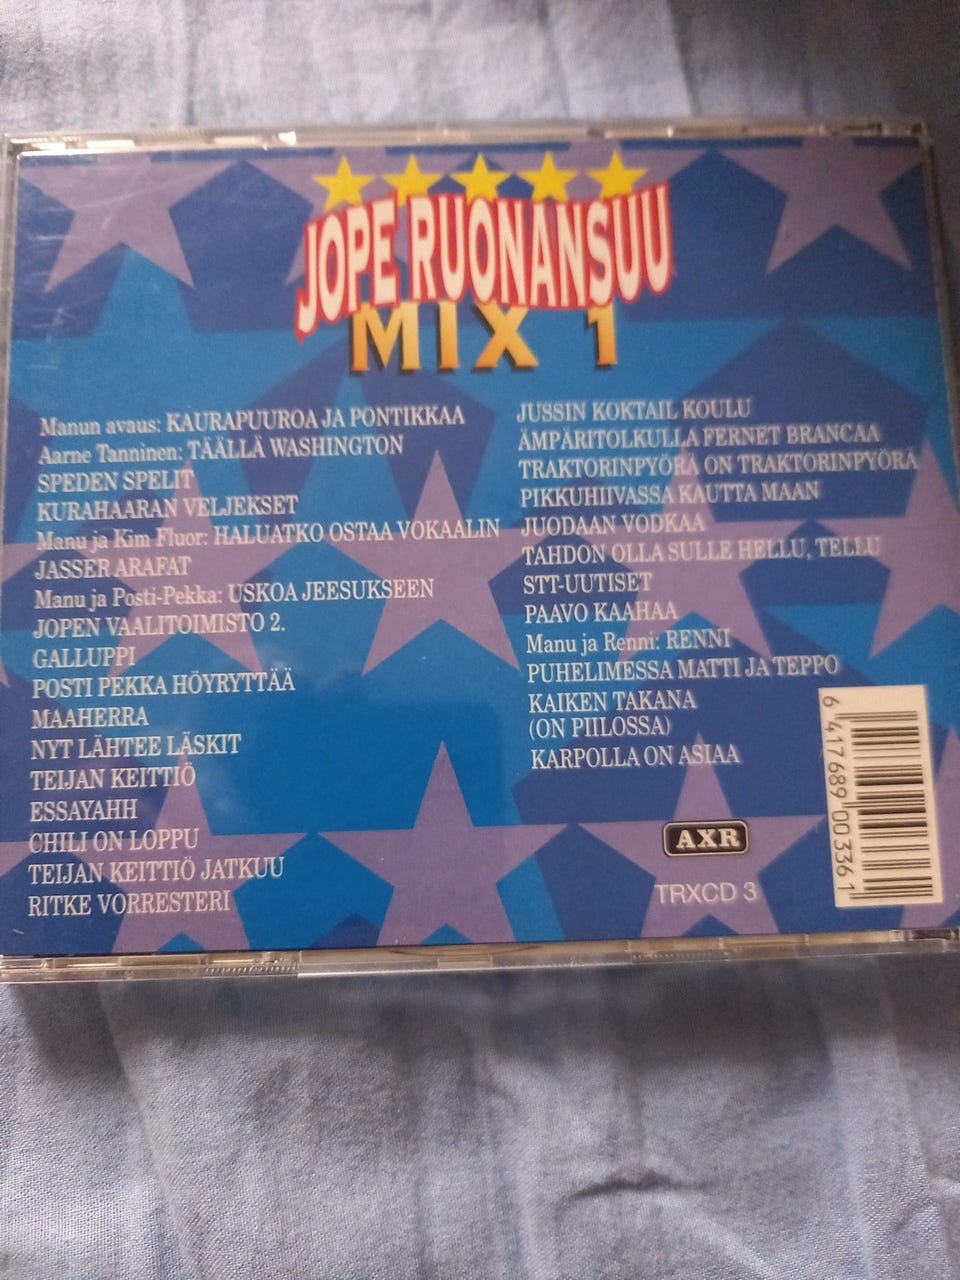 JOPE RUONANSUU
MIX 1
Manun avaus: KAURAPUUROA JA PONTIKKAA
Aarne Tanninen: TÄÄLLÄ WASHINGTON
SPEDEN SPELIT
KURAHAARAN VELJEKSET
Manu ja Kim Fluor: HALUATKO OSTAA VOKAALIN
JASSER ARAFAT
Manu ja Posti-Pekka: USKOA JEESUKSEEN
JOPEN VAALITOIMISTO 2.
GALLUPPI
POSTI PEKKA HÖYRYTTÄÄ
MAAHERRA
NYT LÄHTEE LÄSKIT
TEIJAN KEITTIÖ
ESSAYAHH
CHILI ON LOPPU
TEIJAN KEITTIÖ JATKUU
RITKE VORRESTERI
JUSSIN KOKTAIL KOULU
ÄMPÄRITOLKULLA FERNET BRANCAA
TRAKTORINPYÖRÄ ON TRAKTORINPYÖRÄ
PIKKUHIIVASSA KAUTTA MAAN
JUODAAN VODKAA
TAHDON OLLA SULLE HELLU, TELLU
STT-UUTISET
PAAVO KAAHAA
Manu ja Renni: RENNI
PUHELIMESSA MATTI JA TEPPO
KAIKEN TAKANA
(ON PIILOSSA)
KARPOLLA ON ASIAA
AXR
TRXCD 3
6 417689 003361